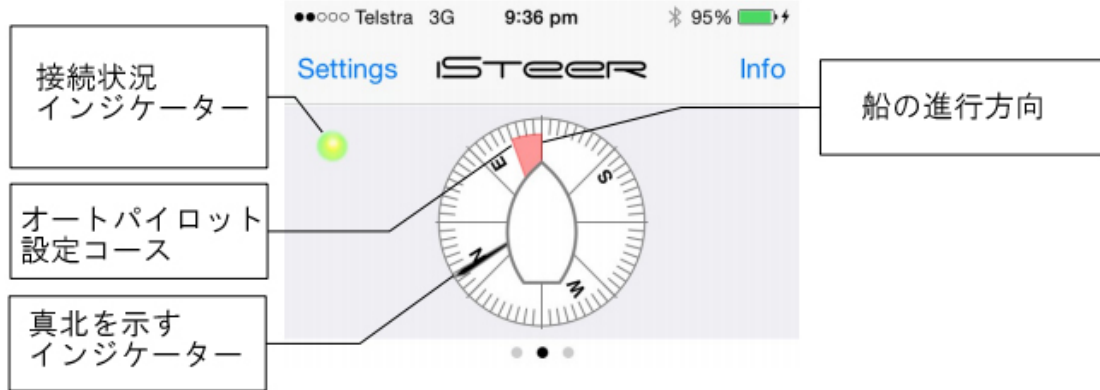 Telstra 3G 9:36 pm 95%
Settings iSTeeR Info
接続状況
インジケーター
船の進行方向
E
S
オートパイロット
設定コース
N
W
真北を示す
インジケーター